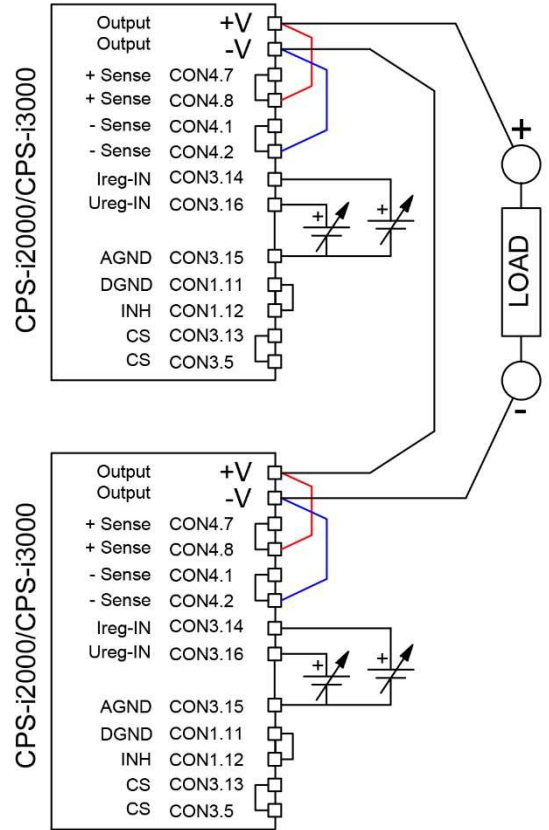 CPS-i2000/CPS-i3000
Output +V
Output -V
+ Sense CON4.7
+ Sense CON4.8
- Sense CON4.1
- Sense CON4.2
Ireg-IN CON3.14
Ureg-IN CON3.16
+ +
AGND CON3.15
DGND CON1.11
INH CON1.12
CS CON3.13
CS CON3.5
+
LOAD
-
CPS-i2000/CPS-i3000
Output +V
Output -V
+ Sense CON4.7
+ Sense CON4.8
- Sense CON4.1
- Sense CON4.2
Ireg-IN CON3.14
Ureg-IN CON3.16
+ +
AGND CON3.15
DGND CON1.11
INH CON1.12
CS CON3.13
CS CON3.5